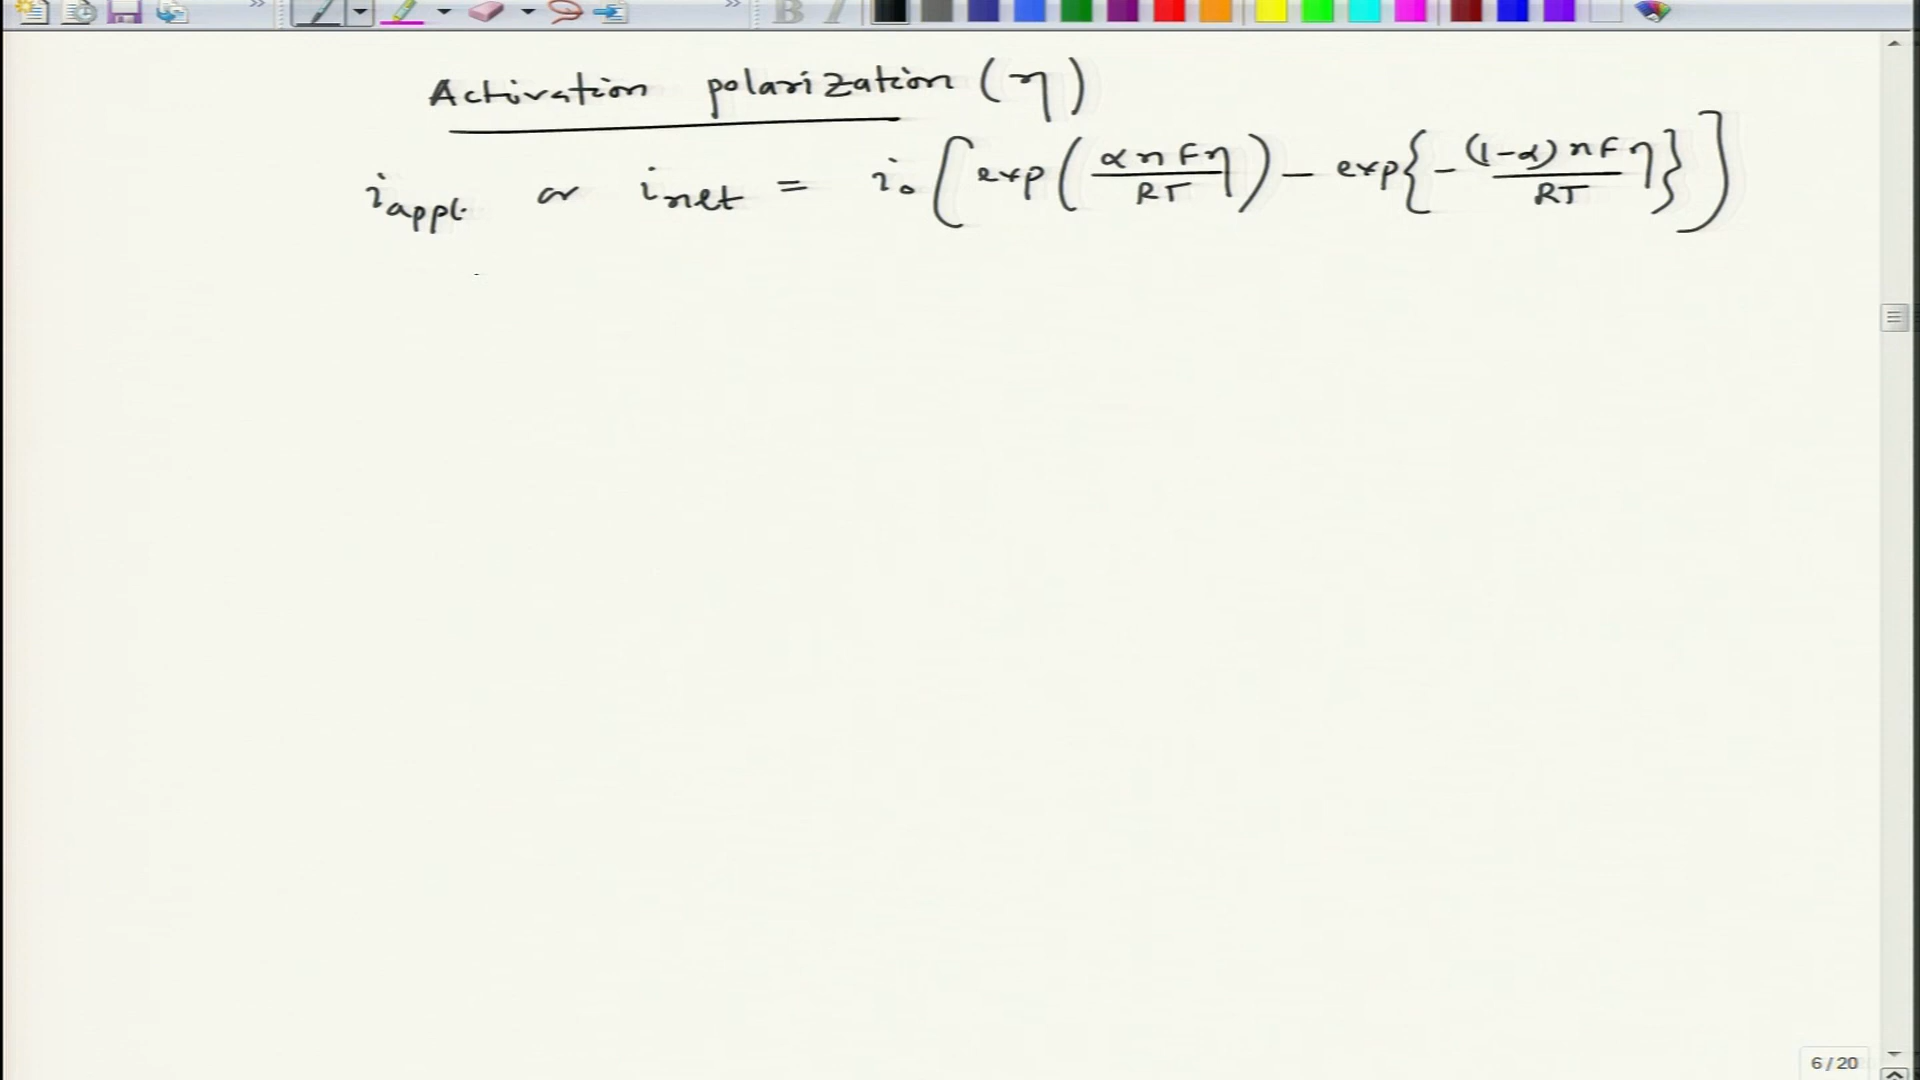 Activation polarization (η)
i_appl. or i_net = i₀ [exp(αnFη/RT) - exp{-(1-α)nFη/RT}]
6/20